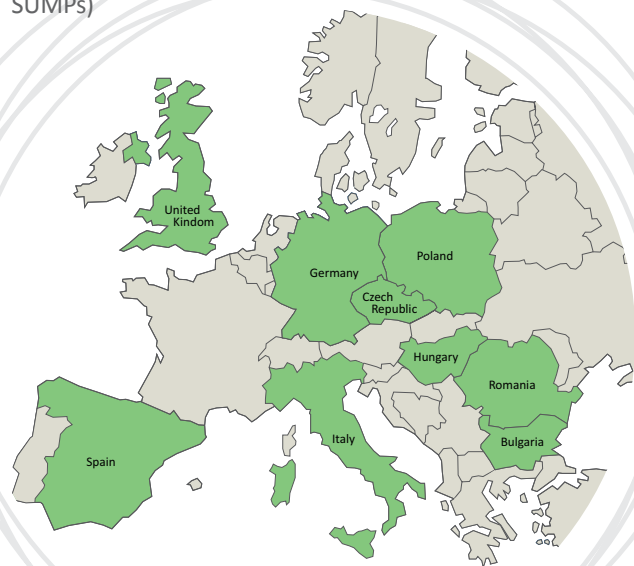 SUMPs)
United
Kindom
Germany
Poland
Czech
Republic
Hungary
Romania
Italy
Bulgaria
Spain